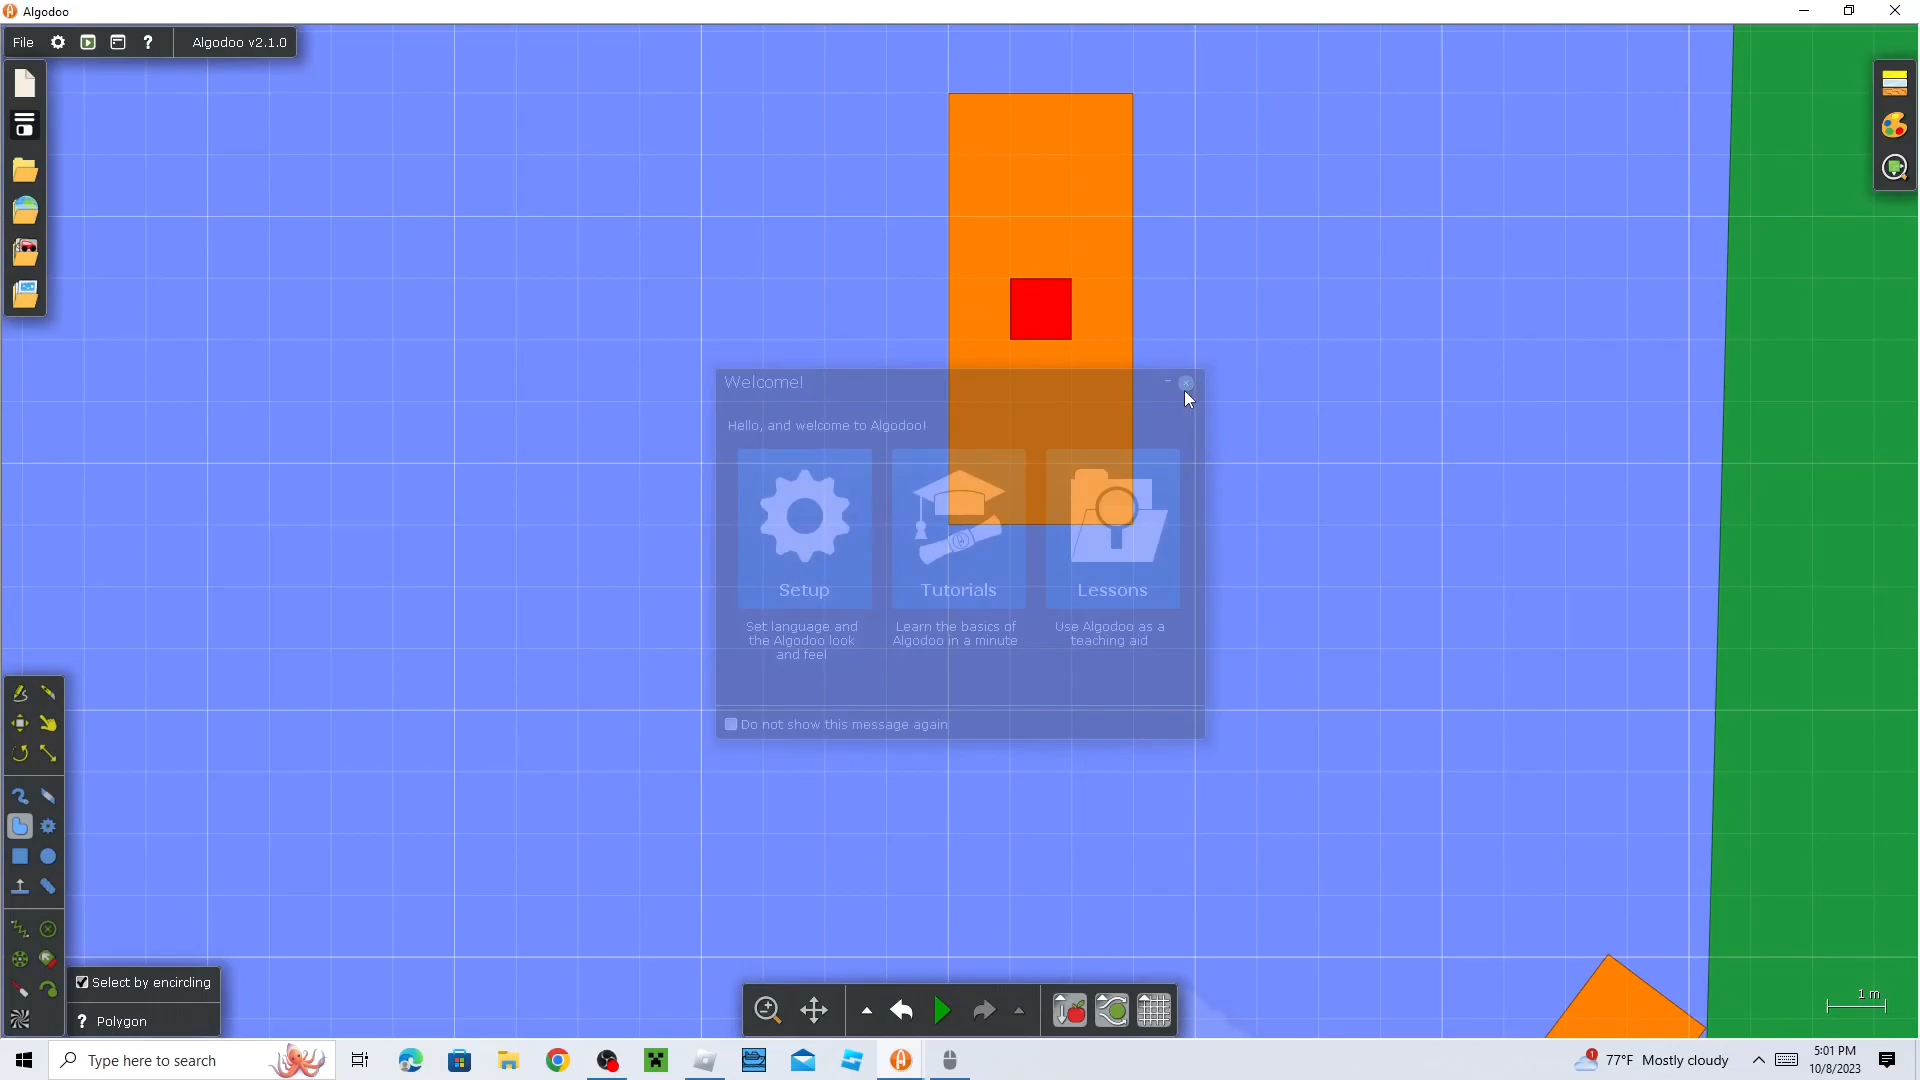 Algodoo
File
?
Algodoo v2.1.0
Welcome!
Hello, and welcome to Algodoo!
Setup
Tutorials
Lessons
Set language and
the Algodoo look
and feel
Learn the basics of
Algodoo in a minute
Use Algodoo as a
teaching aid
Do not show this message again
Select by encircling
? Polygon
1 m
Type here to search
1
77°F Mostly cloudy
5:01 PM
10/8/2023